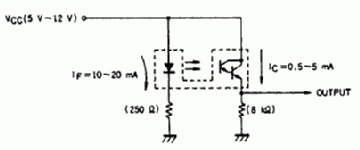 VCC(5 V–12 V)
IF=10–20 mA
IC=0.5–5 mA
OUTPUT
(250 Ω)
(8 kΩ)